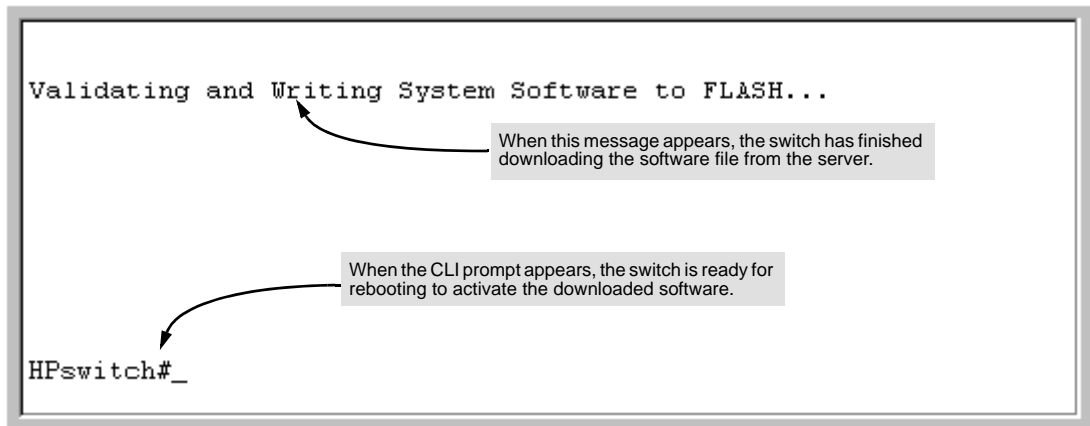 Validating and Writing System Software to FLASH...
When this message appears, the switch has finished
downloading the software file from the server.
When the CLI prompt appears, the switch is ready for
rebooting to activate the downloaded software.
HPswitch#_